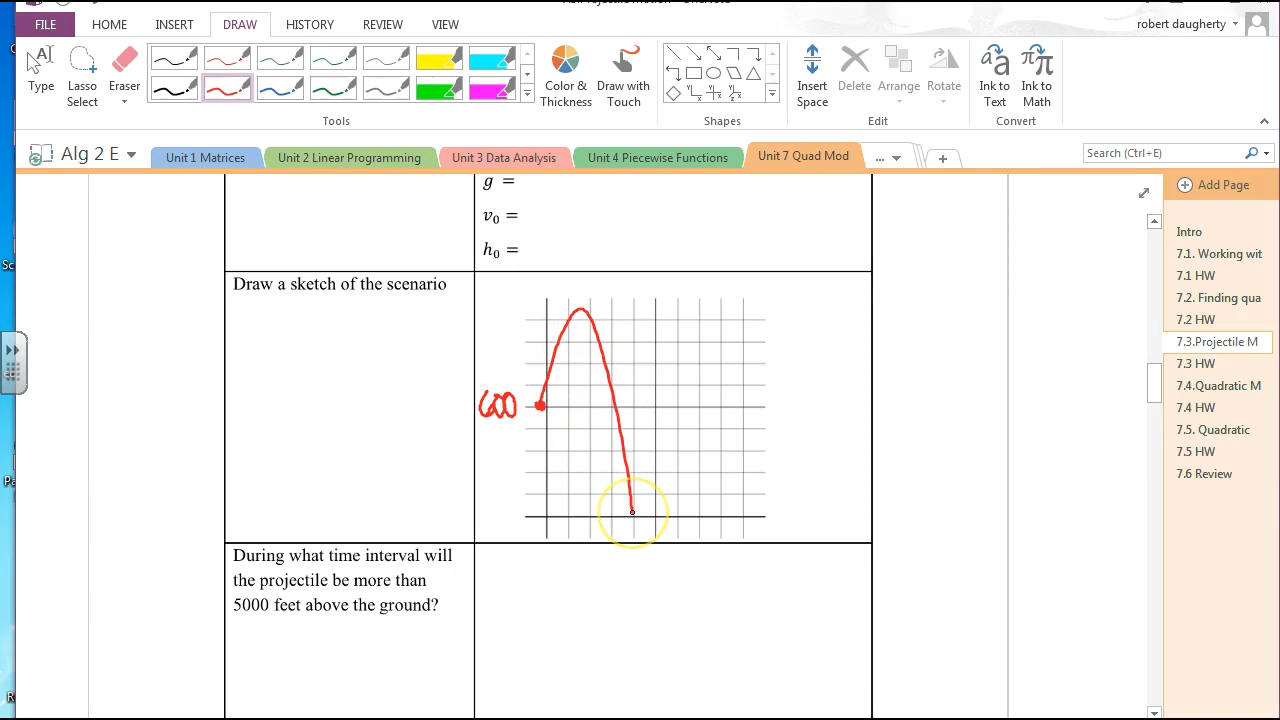 FILE HOME INSERT DRAW HISTORY REVIEW VIEW
robert daugherty
Type
Lasso Select
Eraser
Color & Thickness
Draw with Touch
Insert Space
Delete
Arrange
Rotate
Ink to Text
Ink to Math
Tools
Shapes
Edit
Convert
Alg 2 E
Unit 1 Matrices
Unit 2 Linear Programming
Unit 3 Data Analysis
Unit 4 Piecewise Functions
Unit 7 Quad Mod
...
Search (Ctrl+E)
Add Page
Intro
7.1. Working wit
7.1 HW
7.2. Finding qua
7.2 HW
7.3.Projectile M
7.3 HW
7.4.Quadratic M
7.4 HW
7.5. Quadratic
7.5 HW
7.6 Review
g =
v₀ =
h₀ =
Draw a sketch of the scenario
600
During what time interval will
the projectile be more than
5000 feet above the ground?